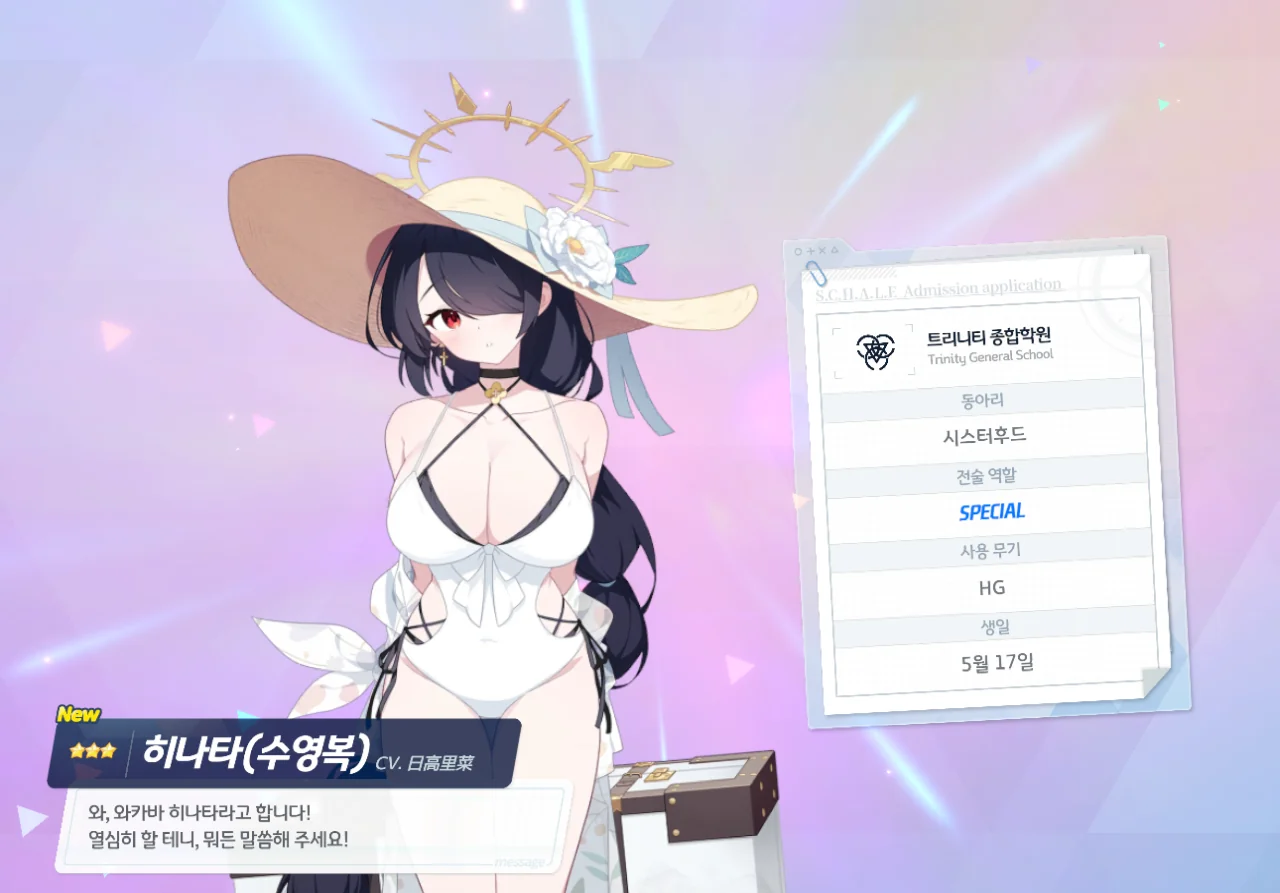 S.C.H.A.L.E. Admission application
트리니티 종합학원
Trinity General School
동아리
시스터후드
전술 역할
SPECIAL
사용 무기
HG
생일
5월 17일
New
히나타(수영복) CV. 日高里菜
와, 와카바 히나타라고 합니다!
열심히 할 테니, 뭐든 말씀해 주세요!
message